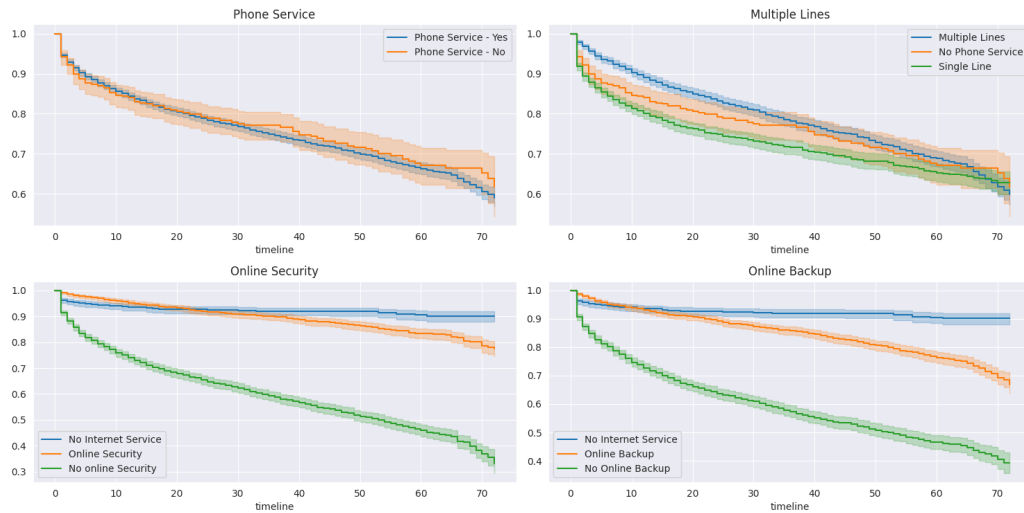 Phone Service
1.0
0.9
0.8
0.7
0.6
Phone Service - Yes
Phone Service - No
0 10 20 30 40 50 60 70
timeline
Multiple Lines
1.0
0.9
0.8
0.7
0.6
Multiple Lines
No Phone Service
Single Line
0 10 20 30 40 50 60 70
timeline
Online Security
1.0
0.9
0.8
0.7
0.6
0.5
0.4
0.3
No Internet Service
Online Security
No online Security
0 10 20 30 40 50 60 70
timeline
Online Backup
1.0
0.9
0.8
0.7
0.6
0.5
0.4
No Internet Service
Online Backup
No Online Backup
0 10 20 30 40 50 60 70
timeline